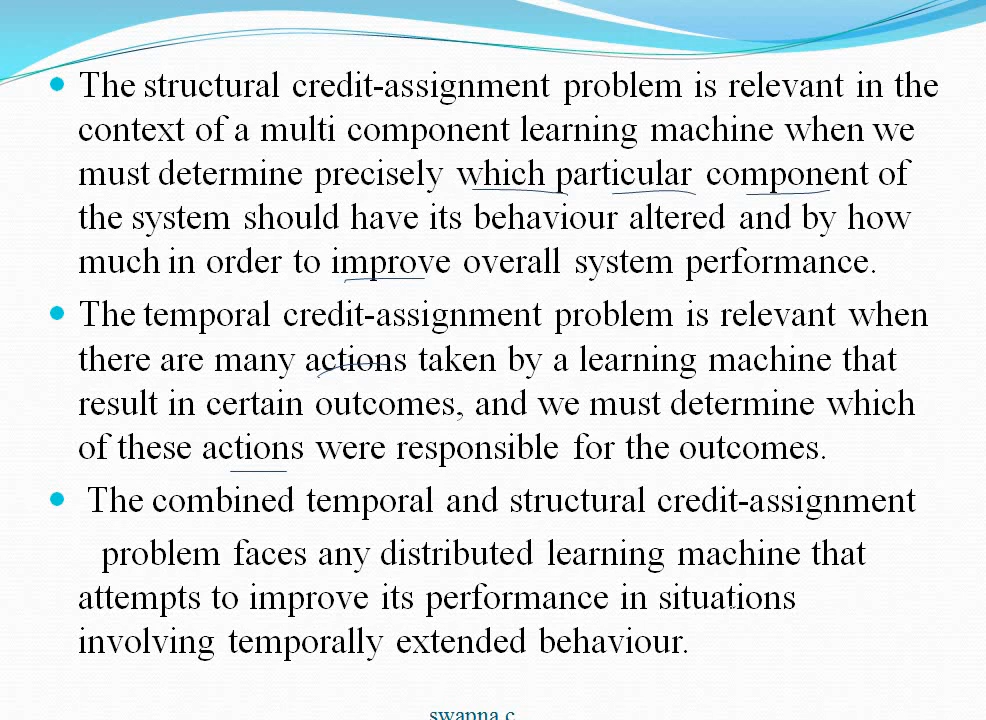 The structural credit-assignment problem is relevant in the
context of a multi component learning machine when we
must determine precisely which particular component of
the system should have its behaviour altered and by how
much in order to improve overall system performance.
The temporal credit-assignment problem is relevant when
there are many actions taken by a learning machine that
result in certain outcomes, and we must determine which
of these actions were responsible for the outcomes.
The combined temporal and structural credit-assignment
problem faces any distributed learning machine that
attempts to improve its performance in situations
involving temporally extended behaviour.
swapna.c